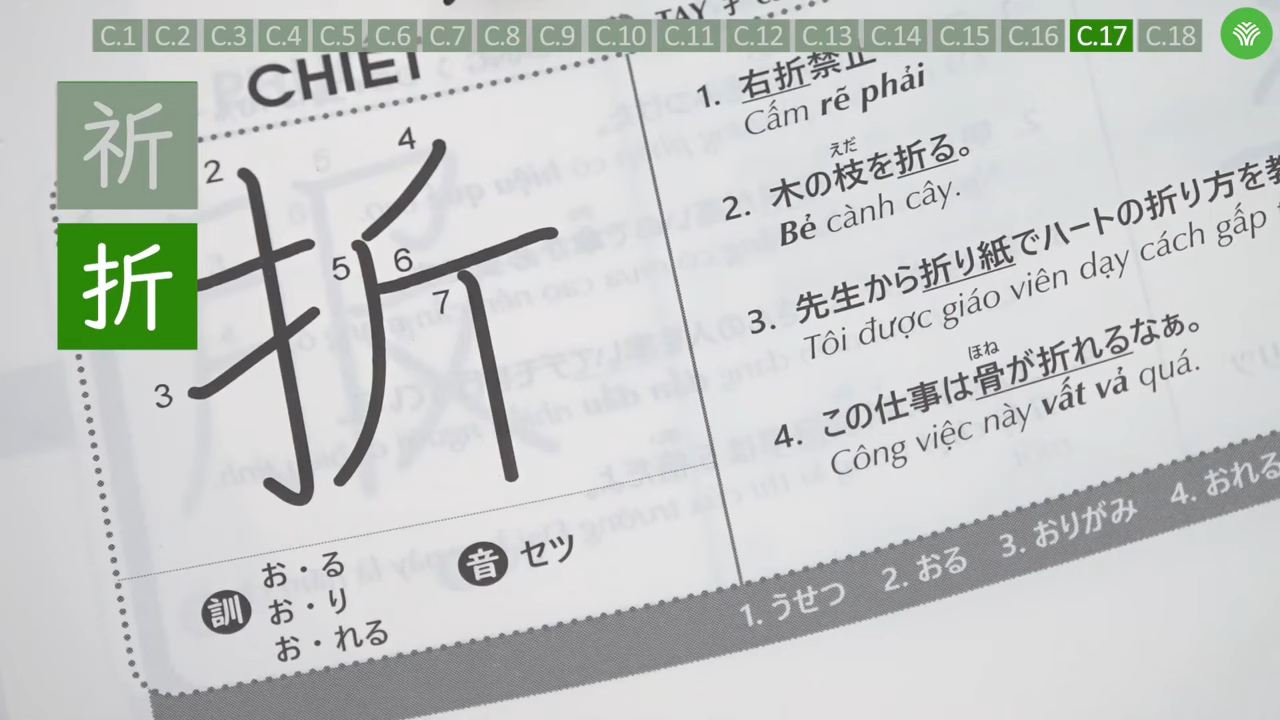 C.1 C.2 C.3 C.4 C.5 C.6 C.7 C.8 C.9 C.10 C.11 C.12 C.13 C.14 C.15 C.16 C.17 C.18
祈
折
CHIẾT
折
2
3
4
5
6
7
訓
お・る
お・り
お・れる
音 セツ
TAY 扌
1. 右折禁止
Cấm rẽ phải
えだ
2. 木の枝を折る。
Bẻ cành cây.
3. 先生から折り紙でハートの折り方を教
Tôi được giáo viên dạy cách gấp
ほね
4. この仕事は骨が折れるなぁ。
Công việc này vất vả quá.
1. うせつ 2. おる 3. おりがみ 4. おれる